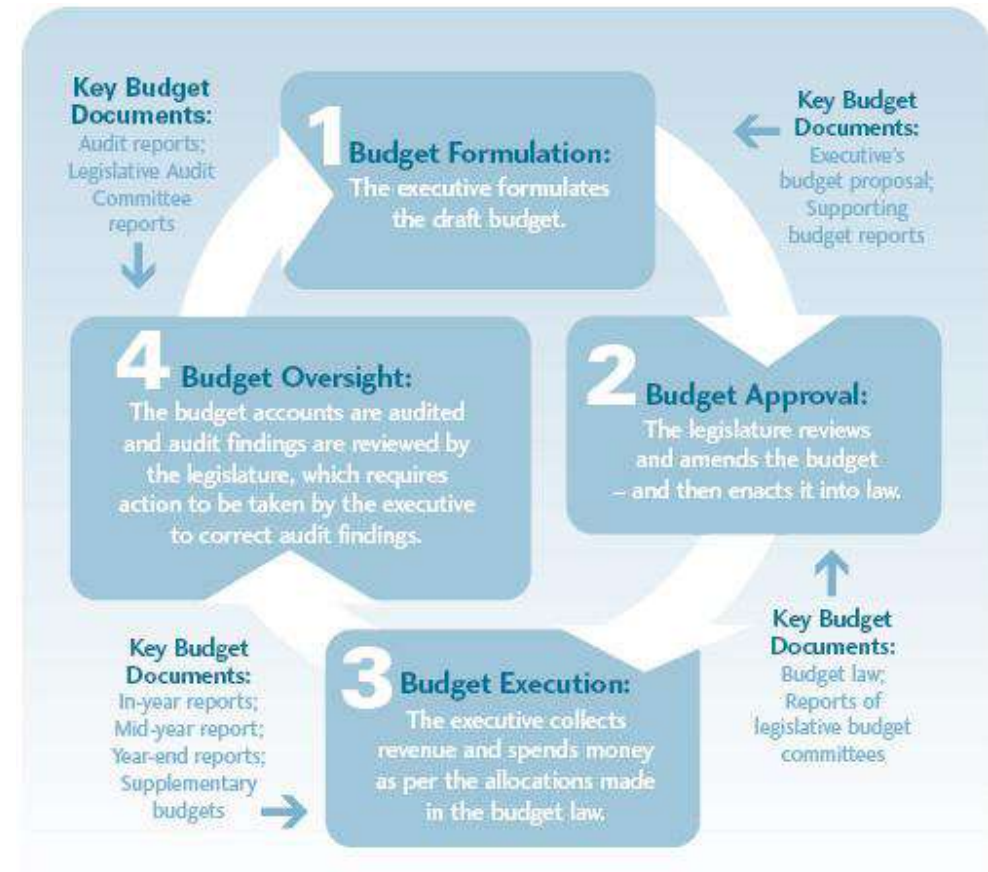 Key Budget
Documents:
Audit reports;
Legislative Audit
Committee
reports
1
Budget Formulation:
The executive formulates
the draft budget.
Key Budget
Documents:
Executive's
budget proposal;
Supporting
budget reports
2
Budget Approval:
The legislature reviews
and amends the budget
– and then enacts it into law.
Key Budget
Documents:
Budget law;
Reports of
legislative budget
committees
3
Budget Execution:
The executive collects
revenue and spends money
as per the allocations made
in the budget law.
Key Budget
Documents:
In-year reports;
Mid-year report;
Year-end reports;
Supplementary
budgets
4
Budget Oversight:
The budget accounts are audited
and audit findings are reviewed by
the legislature, which requires
action to be taken by the executive
to correct audit findings.